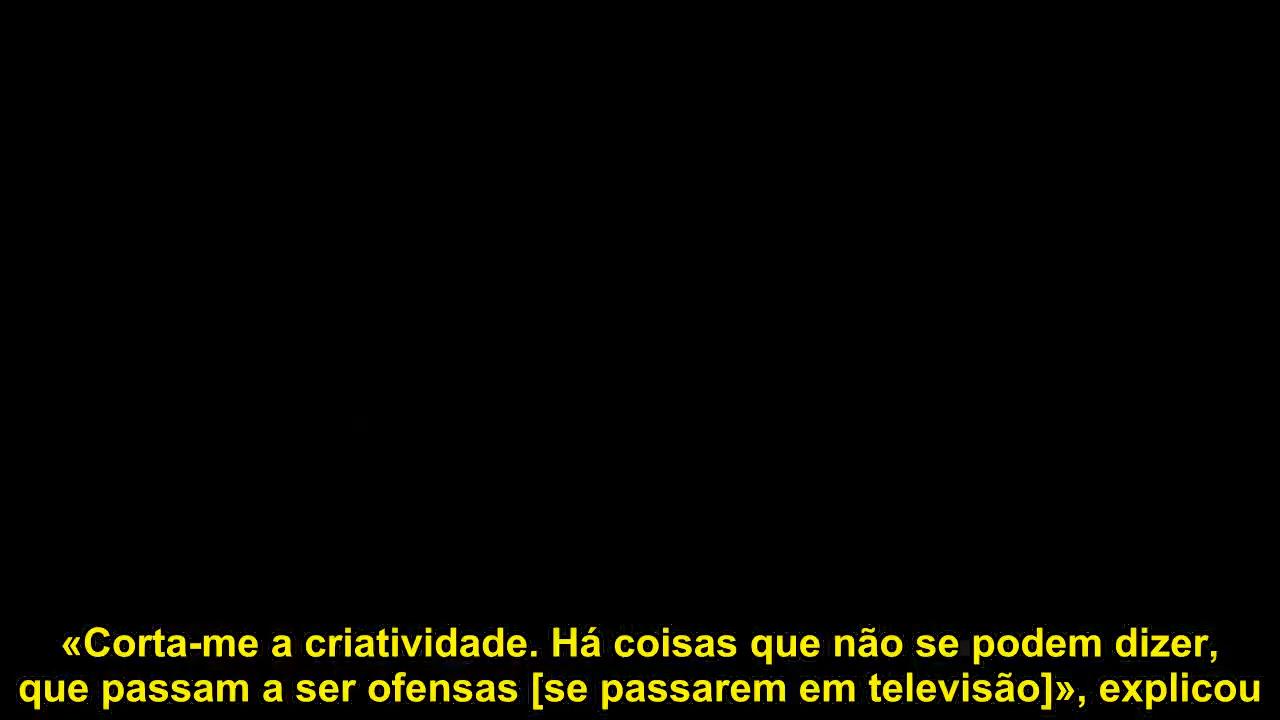 «Corta-me a criatividade. Há coisas que não se podem dizer,
que passam a ser ofensas [se passarem em televisão]», explicou